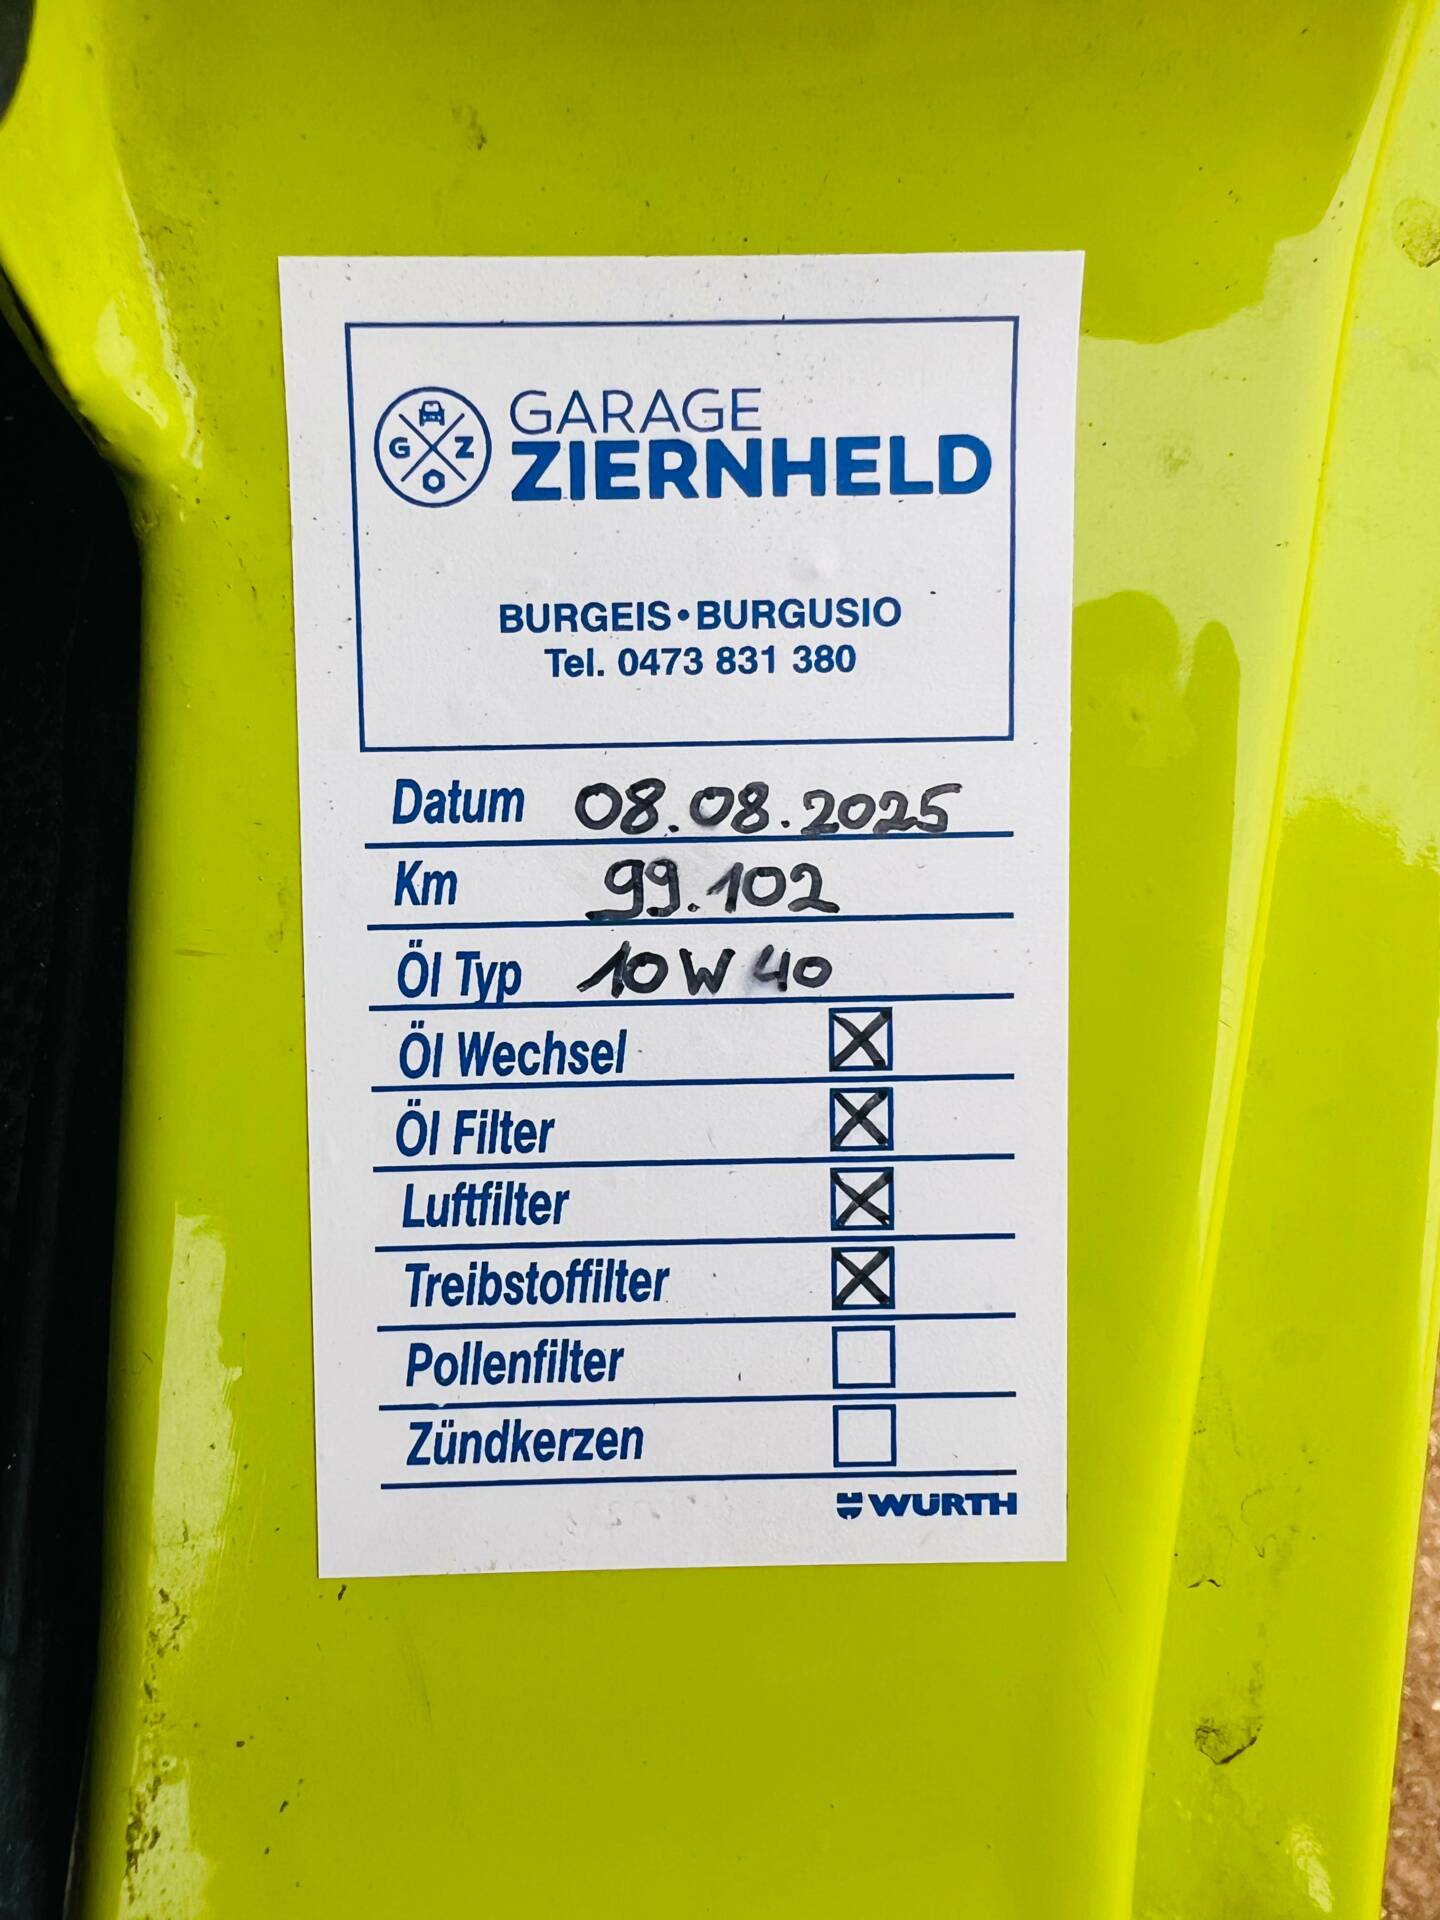 G Z
GARAGE
ZIERNHELD
BURGEIS • BURGUSIO
Tel. 0473 831 380
Datum 08.08.2025
Km 99.102
Öl Typ 10W40
Öl Wechsel X
Öl Filter X
Luftfilter X
Treibstoffilter X
Pollenfilter
Zündkerzen
WÜRTH